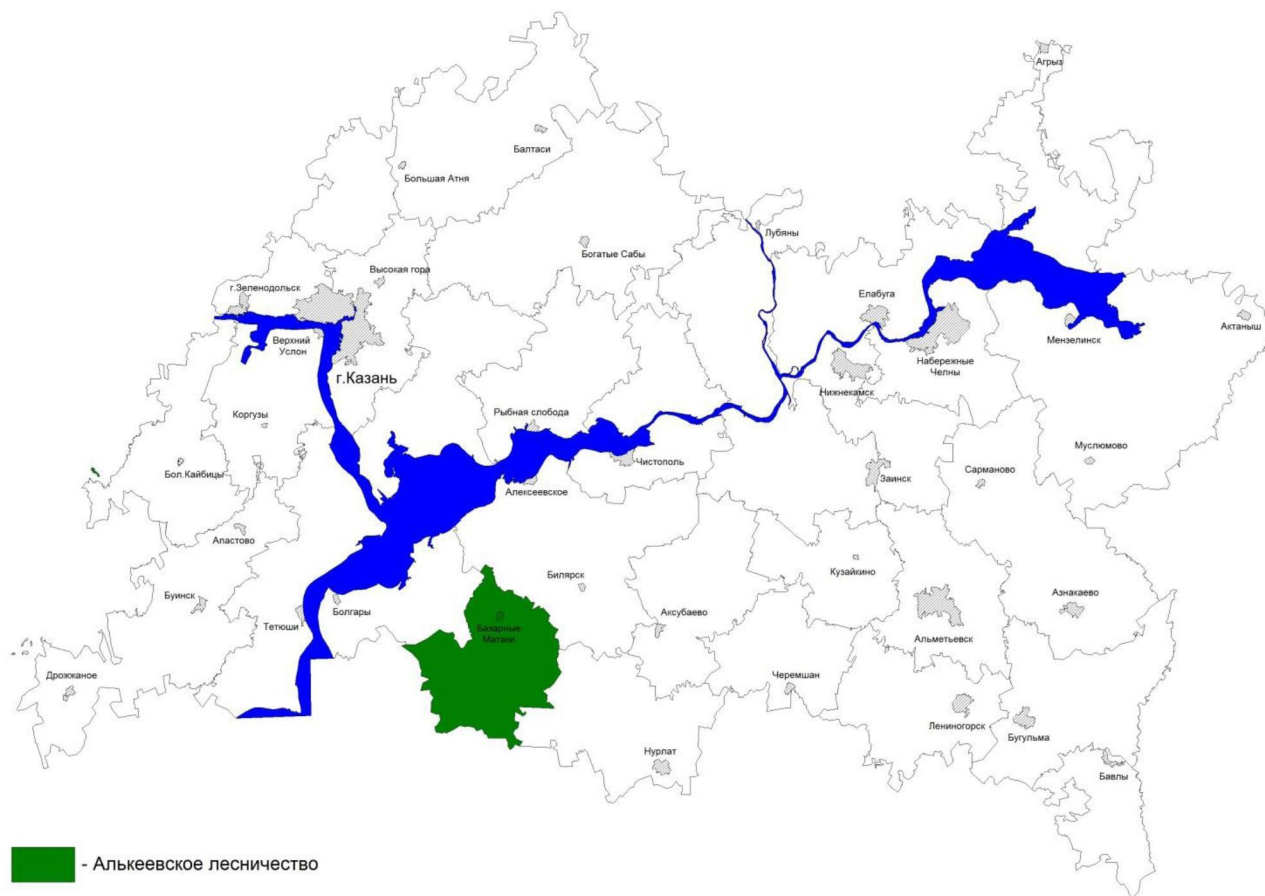 Агрыз
Балтаси
Большая Атня
Лубяны
Богатые Сабы
Высокая гора
г.Зеленодольск
Елабуга
Актаныш
Верхний
Услон
Мензелинск
Набережные
Челны
г.Казань
Нижнекамск
Рыбная слобода
Коргузы
Муслюмово
Чистополь
Бол.Кайбицы
Сарманово
Заинск
Алексеевское
Апастово
Кузайкино
Билярск
Буинск
Азнакаево
Болгары
Аксубаево
Тетюши
Базарные
Матаки
Альметьевск
Дрожжаное
Черемшан
Лениногорск
Бугульма
Нурлат
Бавлы
- Алькеевское лесничество